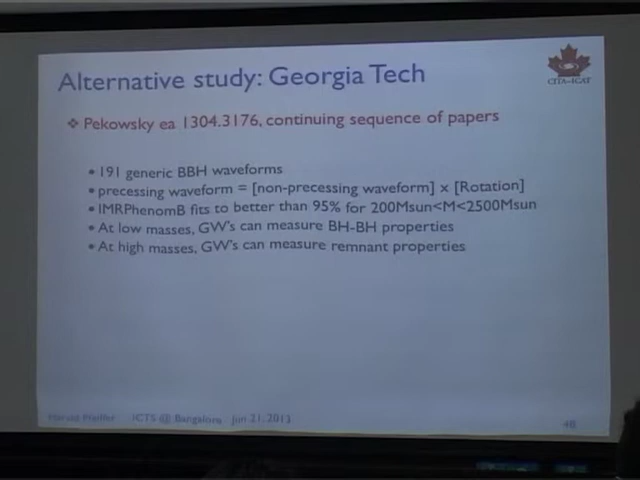 Alternative study: Georgia Tech
CITA-ICAT
❖ Pekowsky ea 1304.3176, continuing sequence of papers
• 191 generic BBH waveforms
• precessing waveform = [non-precessing waveform] x [Rotation]
• IMRPhenomB fits to better than 95% for 200Msun<M<2500Msun
• At low masses, GW's can measure BH-BH properties
• At high masses, GW's can measure remnant properties
Harald Pfeiffer ICTS @ Bangalore Jun 21, 2013
48